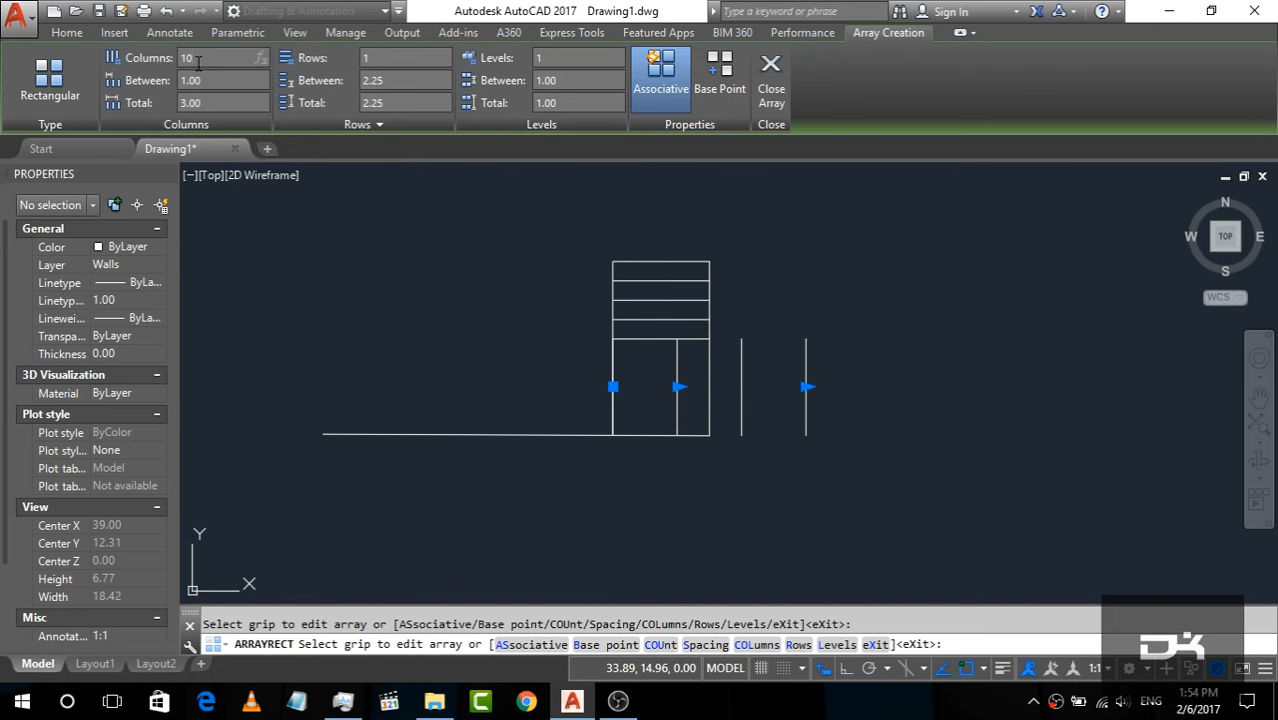 Drafting & Annotation
Autodesk AutoCAD 2017 Drawing1.dwg
Type a keyword or phrase
Sign In
Home Insert Annotate Parametric View Manage Output Add-ins A360 Express Tools Featured Apps BIM 360 Performance Array Creation
Columns: 10 Rows: 1 Levels: 1
Between: 1.00 Between: 2.25 Between: 1.00
Total: 3.00 Total: 2.25 Total: 1.00
Rectangular Associative Base Point Close Array
Type Columns Rows Levels Properties Close
Start Drawing1*
PROPERTIES
[−][Top][2D Wireframe]
No selection
General
Color ByLayer
Layer Walls
Linetype ByLa...
Linetyp... 1.00
Linewei... ByLa...
Transpa... ByLayer
Thickness 0.00
3D Visualization
Material ByLayer
Plot style
Plot style ByColor
Plot style None
Plot tab... Model
Plot tab... Not available
View
Center X 39.00
Center Y 12.31
Center Z 0.00
Height 6.77
Width 18.42
Misc
Annotat... 1:1
N
W TOP E
S
WCS
Y
X
Select grip to edit array or [ASsociative/Base point/COUnt/Spacing/COLumns/Rows/Levels/eXit]<eXit>:
ARRAYRECT Select grip to edit array or [ASsociative Base point COUnt Spacing COLumns Rows Levels eXit]<eXit>:
DK
Model Layout1 Layout2 +
33.89, 14.96, 0.00 MODEL 1:1
321
ENG
1:54 PM
2/6/2017